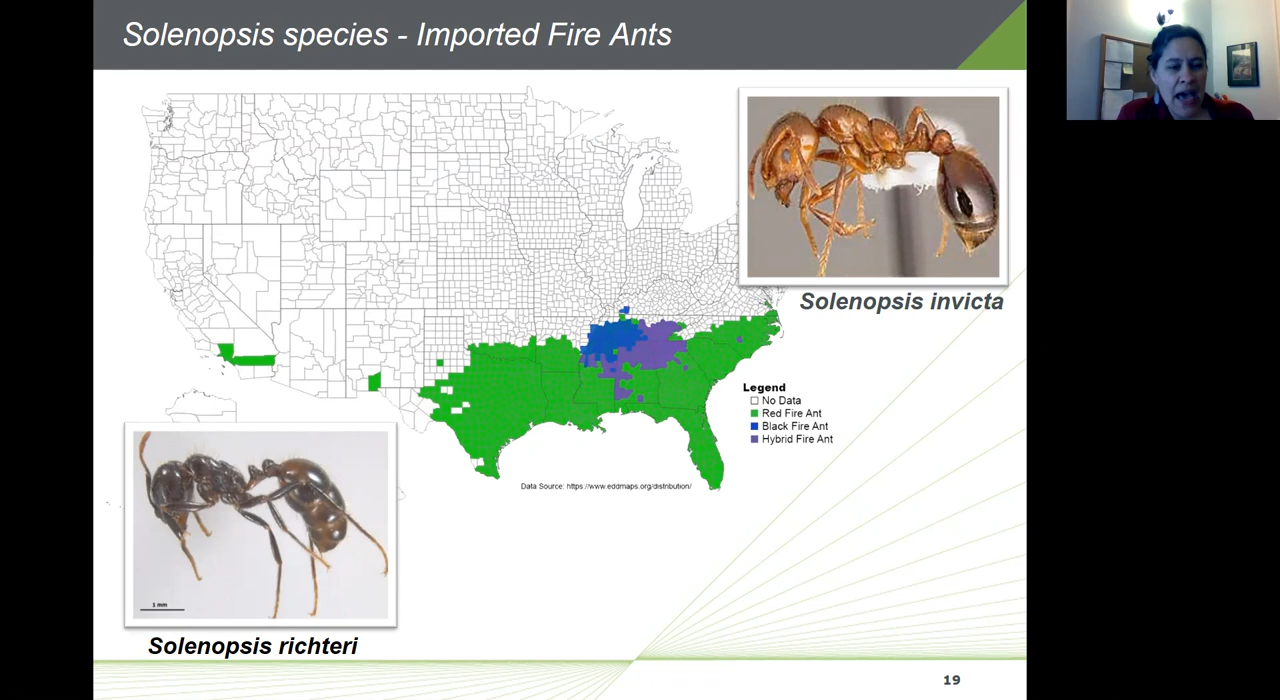 Solenopsis species - Imported Fire Ants
Solenopsis invicta
Legend
No Data
Red Fire Ant
Black Fire Ant
Hybrid Fire Ant
Data Source: https://www.eddmaps.org/distribution/
1 mm
Solenopsis richteri
19